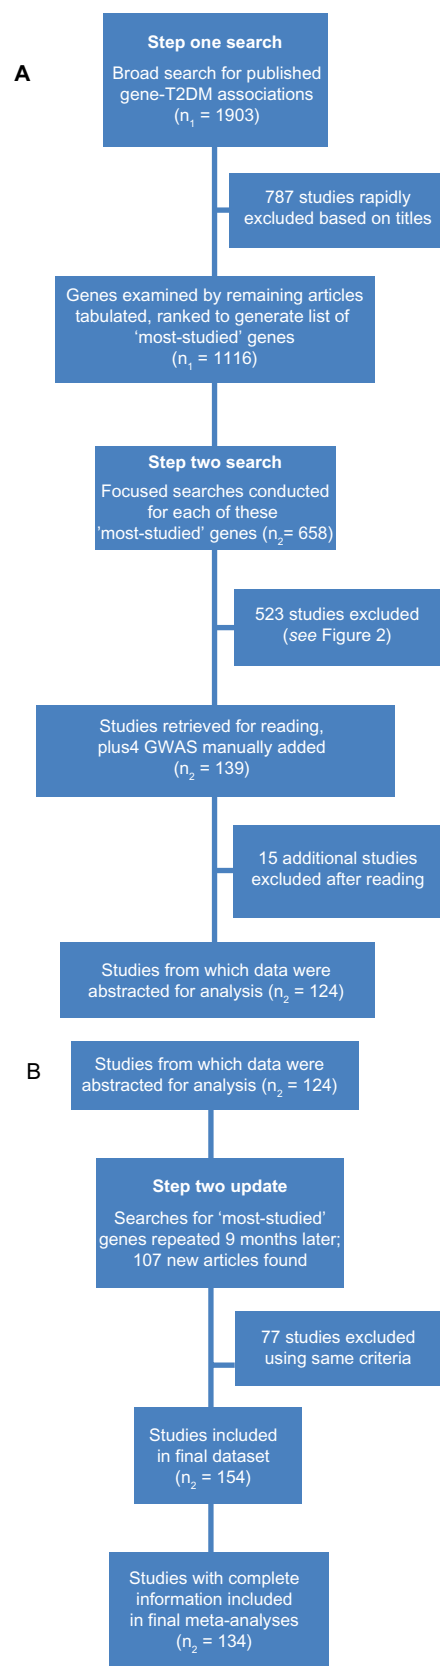 A
Step one search
Broad search for published
gene-T2DM associations
(n₁ = 1903)
787 studies rapidly
excluded based on titles
Genes examined by remaining articles
tabulated, ranked to generate list of
‘most-studied’ genes
(n₁ = 1116)
Step two search
Focused searches conducted
for each of these
’most-studied’ genes (n₂= 658)
523 studies excluded
(see Figure 2)
Studies retrieved for reading,
plus4 GWAS manually added
(n₂ = 139)
15 additional studies
excluded after reading
Studies from which data were
abstracted for analysis (n₂ = 124)
B
Studies from which data were
abstracted for analysis (n₂ = 124)
Step two update
Searches for ‘most-studied’
genes repeated 9 months later;
107 new articles found
77 studies excluded
using same criteria
Studies included
in final dataset
(n₂ = 154)
Studies with complete
information included
in final meta-analyses
(n₂ = 134)